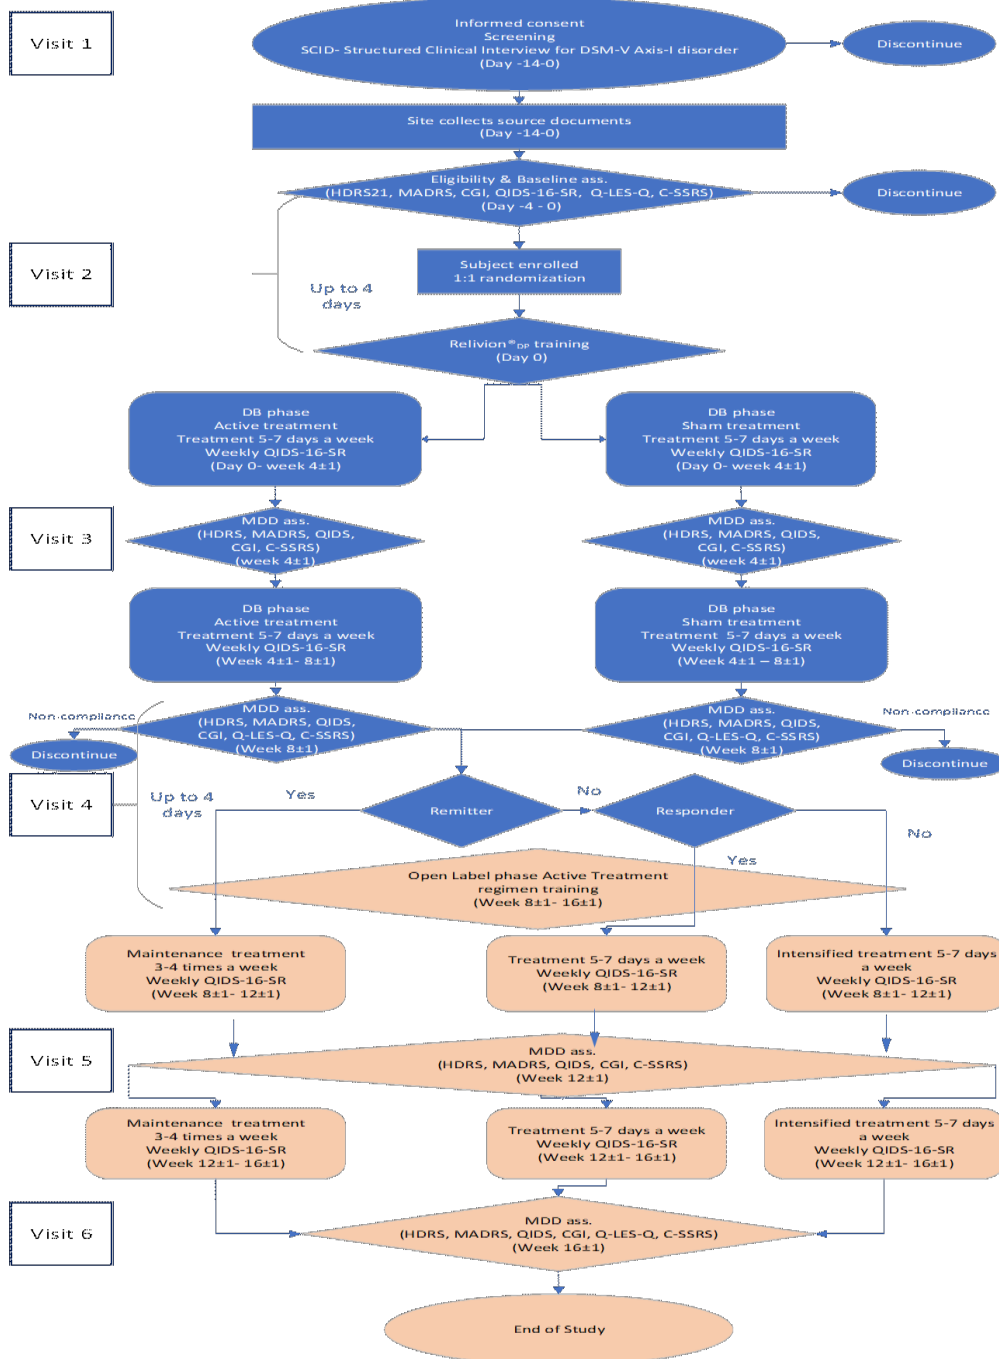 Visit 1
Informed consent
Screening
SCID- Structured Clinical Interview for DSM-V Axis-I disorder
(Day -14-0)
Discontinue
Site collects source documents
(Day -14-0)
Eligibility & Baseline ass.
(HDRS21, MADRS, CGI, QIDS-16-SR, Q-LES-Q, C-SSRS)
(Day -4 - 0)
Discontinue
Visit 2
Up to 4
days
Subject enrolled
1:1 randomization
Relivion®DP training
(Day 0)
DB phase
Active treatment
Treatment 5-7 days a week
Weekly QIDS-16-SR
(Day 0- week 4±1)
DB phase
Sham treatment
Treatment 5-7 days a week
Weekly QIDS-16-SR
(Day 0- week 4±1)
Visit 3
MDD ass.
(HDRS, MADRS, QIDS,
CGI, C-SSRS)
(week 4±1)
MDD ass.
(HDRS, MADRS, QIDS,
CGI, C-SSRS)
(week 4±1)
DB phase
Active treatment
Treatment 5-7 days a week
Weekly QIDS-16-SR
(Week 4±1- 8±1)
DB phase
Sham treatment
Treatment 5-7 days a week
Weekly QIDS-16-SR
(Week 4±1 – 8±1)
Non-compliance
Discontinue
MDD ass.
(HDRS, MADRS, QIDS,
CGI, Q-LES-Q, C-SSRS)
(Week 8±1)
MDD ass.
(HDRS, MADRS, QIDS,
CGI, Q-LES-Q, C-SSRS)
(Week 8±1)
Non-compliance
Discontinue
Visit 4
Up to 4
days
Yes
Remitter
No
Responder
No
Yes
Open Label phase Active Treatment
regimen training
(Week 8±1- 16±1)
Maintenance treatment
3-4 times a week
Weekly QIDS-16-SR
(Week 8±1- 12±1)
Treatment 5-7 days a week
Weekly QIDS-16-SR
(Week 8±1- 12±1)
Intensified treatment 5-7 days
a week
Weekly QIDS-16-SR
(Week 8±1- 12±1)
Visit 5
MDD ass.
(HDRS, MADRS, QIDS, CGI, C-SSRS)
(Week 12±1)
Maintenance treatment
3-4 times a week
Weekly QIDS-16-SR
(Week 12±1- 16±1)
Treatment 5-7 days a week
Weekly QIDS-16-SR
(Week 12±1- 16±1)
Intensified treatment 5-7 days
a week
Weekly QIDS-16-SR
(Week 12±1- 16±1)
Visit 6
MDD ass.
(HDRS, MADRS, QIDS, CGI, Q-LES-Q, C-SSRS)
(Week 16±1)
End of Study